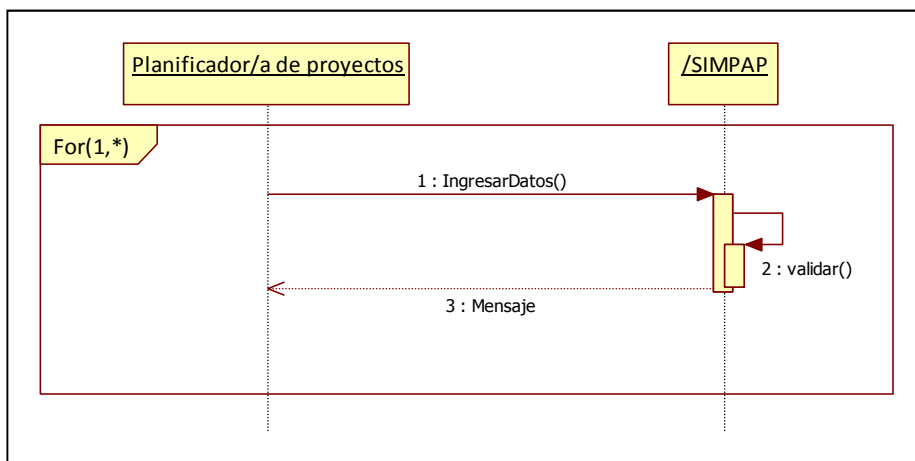 Planificador/a de proyectos
/SIMPAP
For(1,*)
1 : IngresarDatos()
2 : validar()
3 : Mensaje